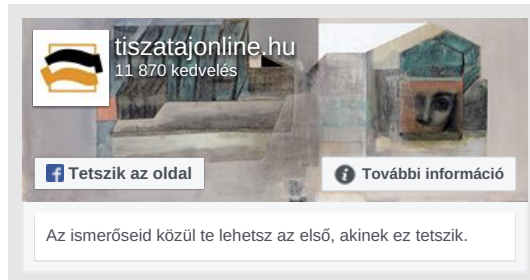 tiszatajonline.hu
11 870 kedvelés
Tetszik az oldal
További információ
Az ismerőseid közül te lehetsz az első, akinek ez tetszik.